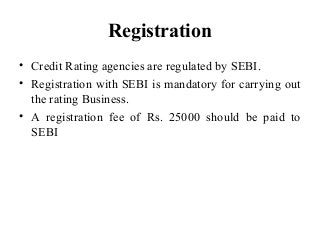 Registration
• Credit Rating agencies are regulated by SEBI.
• Registration with SEBI is mandatory for carrying out
the rating Business.
• A registration fee of Rs. 25000 should be paid to
SEBI